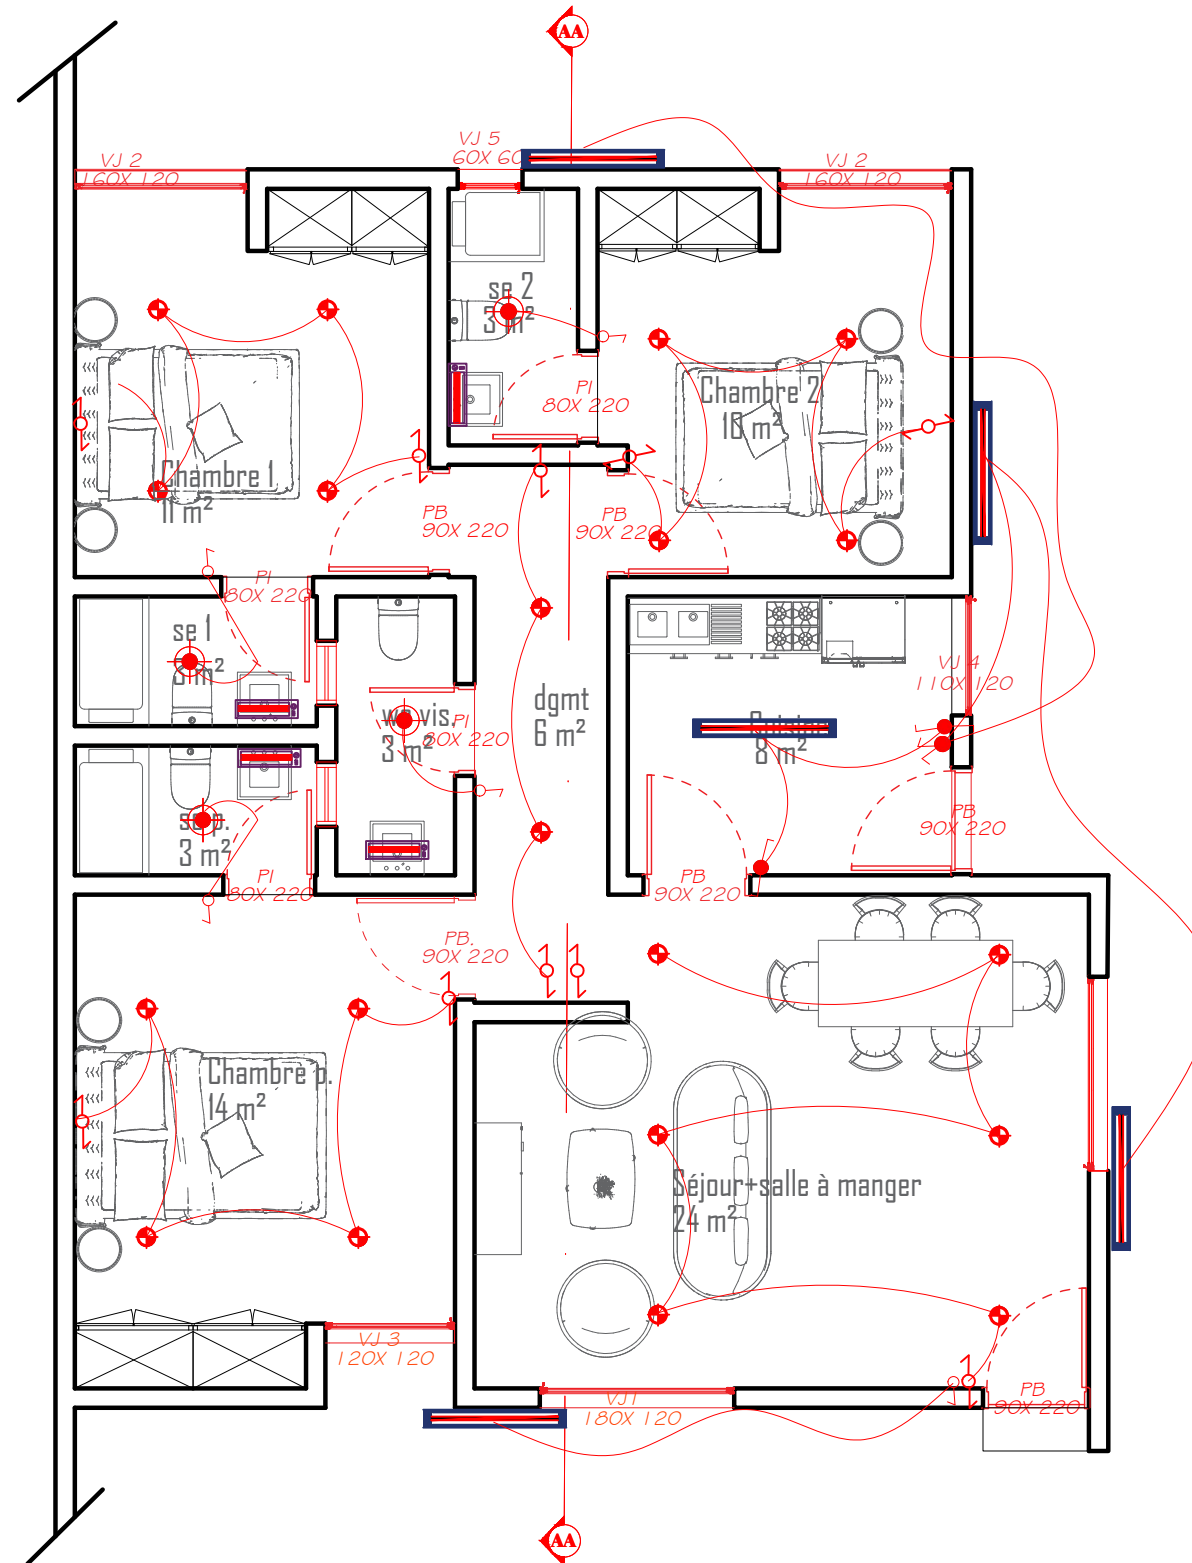 AA
VJ 5
60X 60
VJ 2
160X 120
VJ 2
160X 120
se 2
3 m²
PI
80X 220
Chambre 2
10 m²
Chambre 1
11 m²
PB
90X 220
PB
90X 220
PI
80X 220
se 1
3 m²
wc vis.
3 m²
PI
80X 220
dgmt
6 m²
VJ 4
110X 120
Cuisine
8 m²
se p.
3 m²
PI
80X 220
PB
90X 220
PB
90X 220
PB.
90X 220
Chambre p.
14 m²
Séjour+salle à manger
24 m²
VJ 3
120X 120
VJ1
180X 120
PB
90X 220
AA